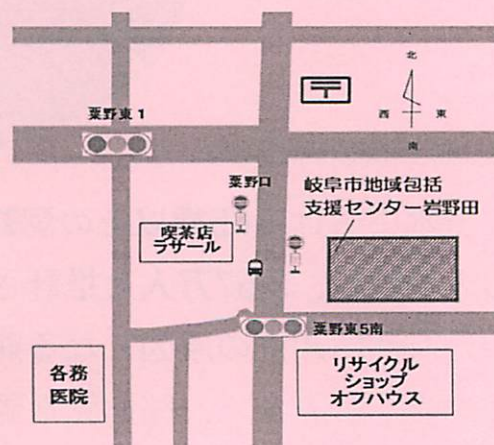 北
西
東
南
〒
粟野東1
粟野口
岐阜市地域包括
支援センター岩野田
喫茶店
ラサール
粟野東5南
各務
医院
リサイクル
ショップ
オフハウス